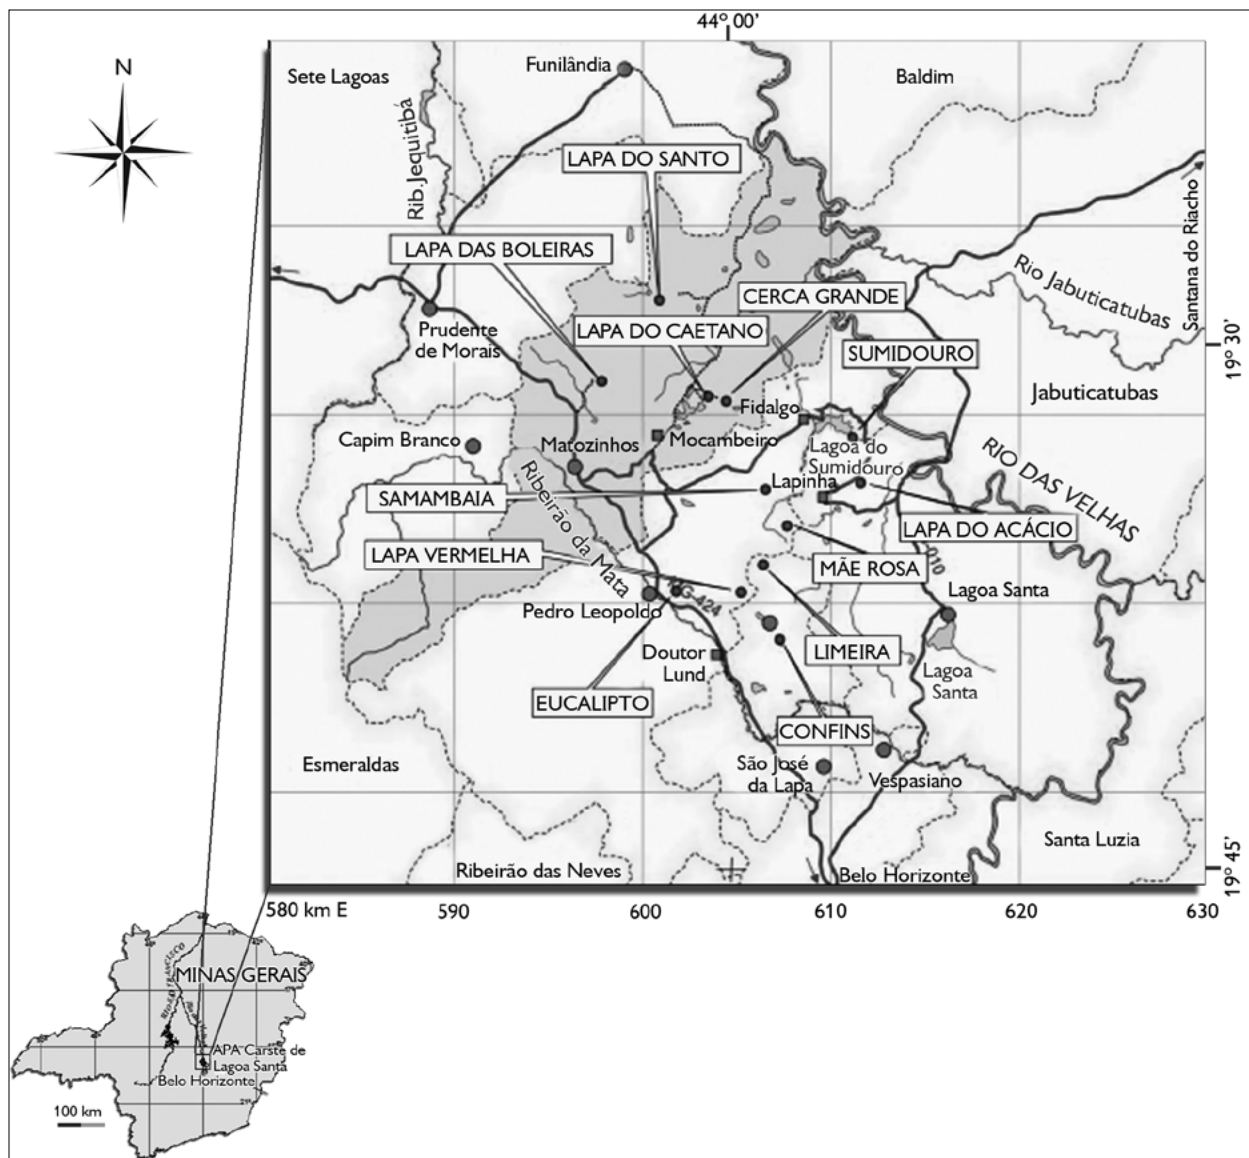 44° 00'
N
Sete Lagoas
Funilândia
Baldim
Rib.Jequitibá
LAPA DO SANTO
Santana do Riacho
LAPA DAS BOLEIRAS
CERCA GRANDE
Rio Jabuticatubas
Prudente
de Morais
LAPA DO CAETANO
SUMIDOURO
19° 30'
Jabuticatubas
Fidalgo
Capim Branco
Matozinhos
Mocambeiro
Lagoa do
Sumidouro
RIO DAS VELHAS
SAMAMBAIA
Lapinha
Ribeirão da Mata
LAPA DO ACÁCIO
LAPA VERMELHA
MÃE ROSA
010
Lagoa Santa
Pedro Leopoldo
MG-424
Doutor
Lund
LIMEIRA
Lagoa
Santa
EUCALIPTO
CONFINS
Esmeraldas
São José
da Lapa
Vespasiano
Santa Luzia
Ribeirão das Neves
Belo Horizonte
19° 45'
580 km E
590
600
610
620
630
MINAS GERAIS
APA Carste de
Lagoa Santa
Belo Horizonte
100 km